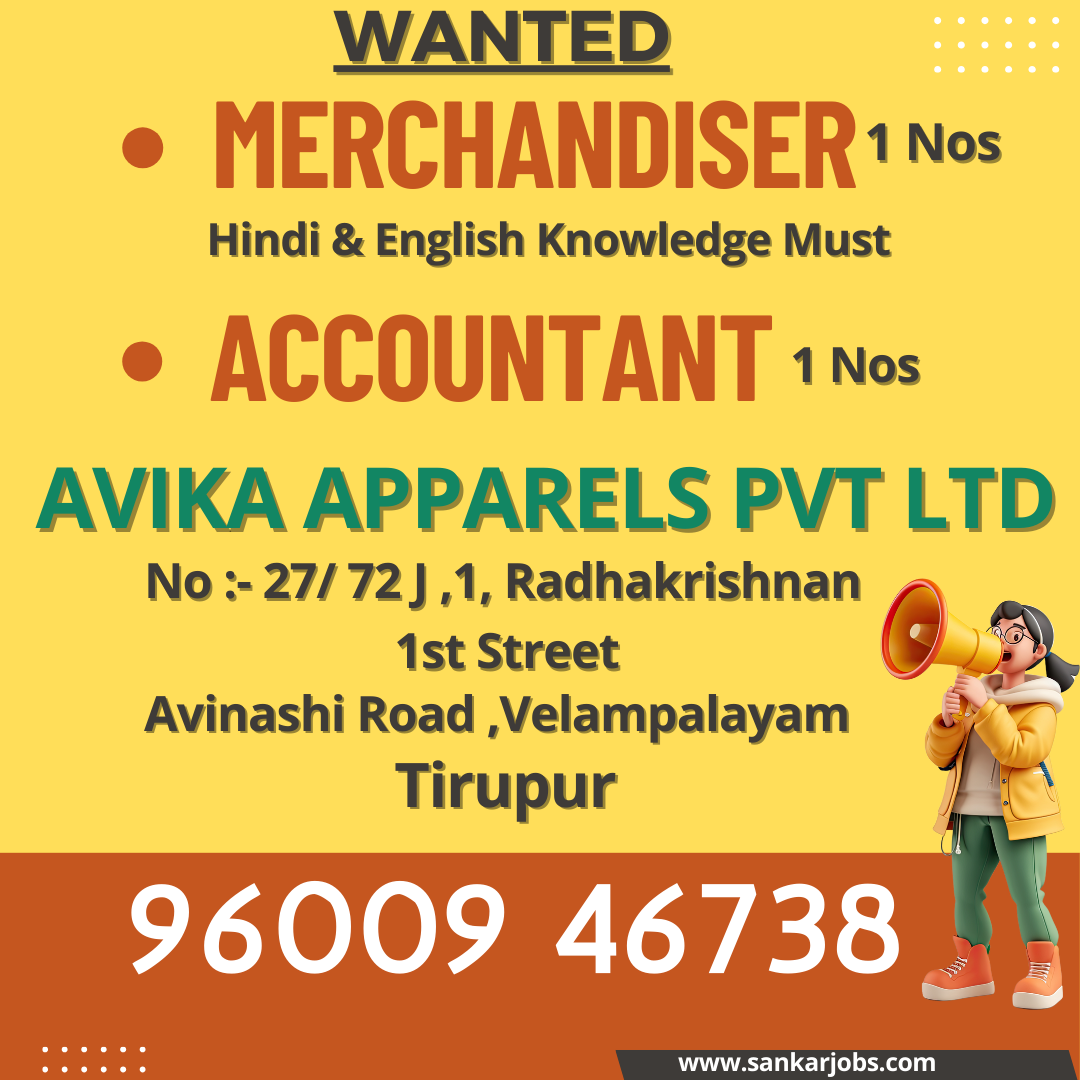 WANTED
• MERCHANDISER 1 Nos
Hindi & English Knowledge Must
• ACCOUNTANT 1 Nos
AVIKA APPARELS PVT LTD
No :- 27/ 72 J ,1, Radhakrishnan
1st Street
Avinashi Road ,Velampalayam
Tirupur
96009 46738
www.sankarjobs.com